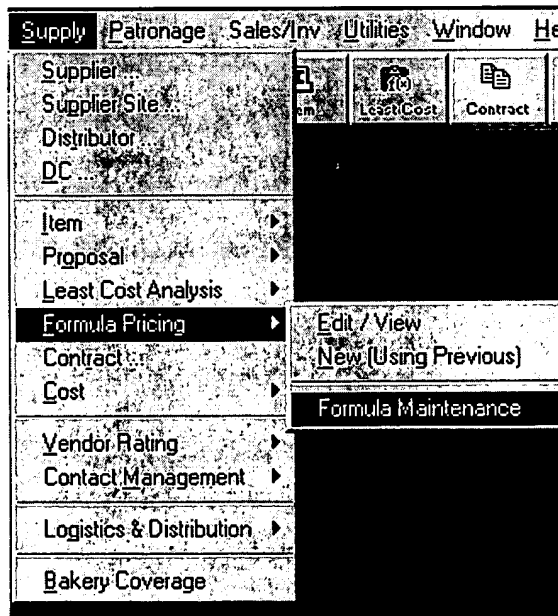 Supply Patronage Sales/Inv Utilities Window He
Supplier ...
Supplier Site ...
Distributor ...
DC ...
Item
Proposal
Least Cost Analysis
Formula Pricing
Contract
Cost
Vendor Rating
Contact Management
Logistics & Distribution
Bakery Coverage
em
Least Cost
Contract
Edit / View
New (Using Previous)
Formula Maintenance